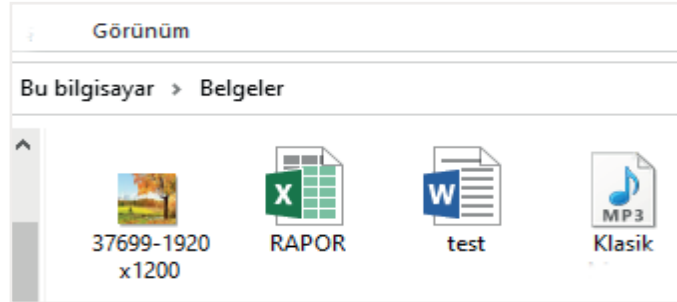 Görünüm
Bu bilgisayar > Belgeler
X
W
MP3
37699-1920
x1200
RAPOR
test
Klasik